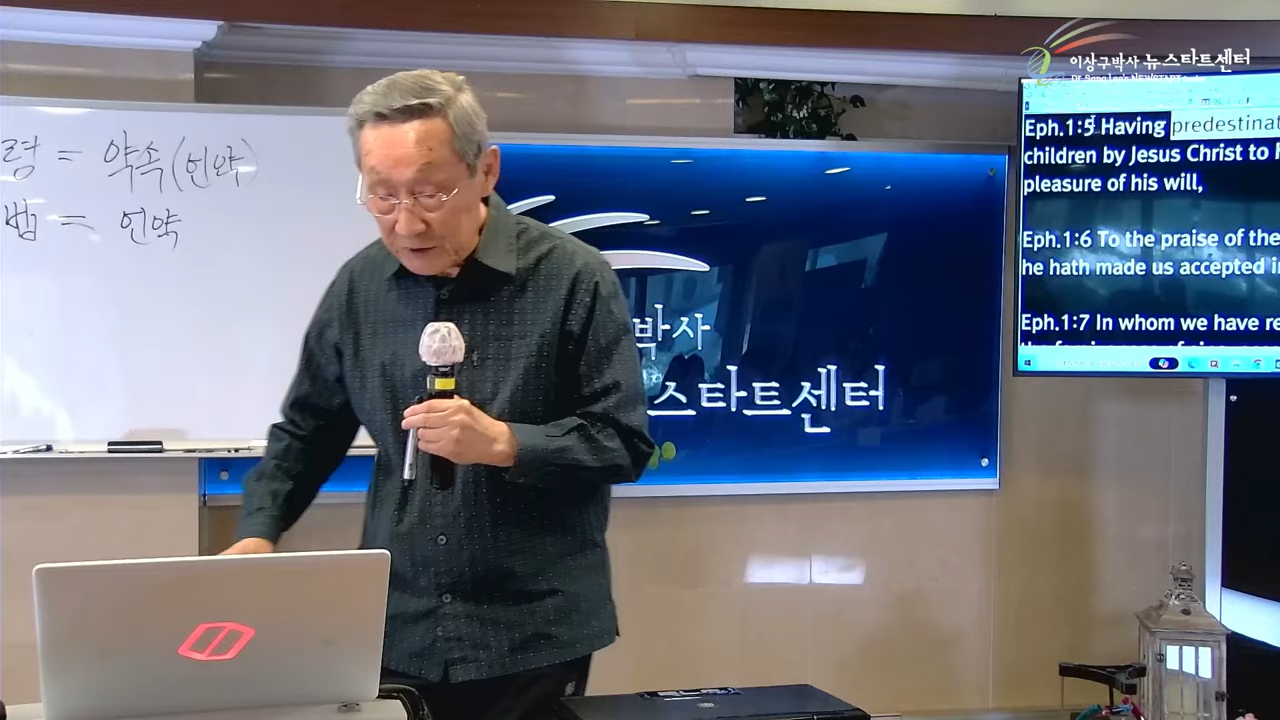 이상구박사 뉴스타트센터
령 = 약속(언약)
법 = 언약
박사
스타트센터
Eph.1:5 Having predestinat
children by Jesus Christ to
pleasure of his will,
Eph.1:6 To the praise of the
he hath made us accepted in
Eph.1:7 In whom we have re